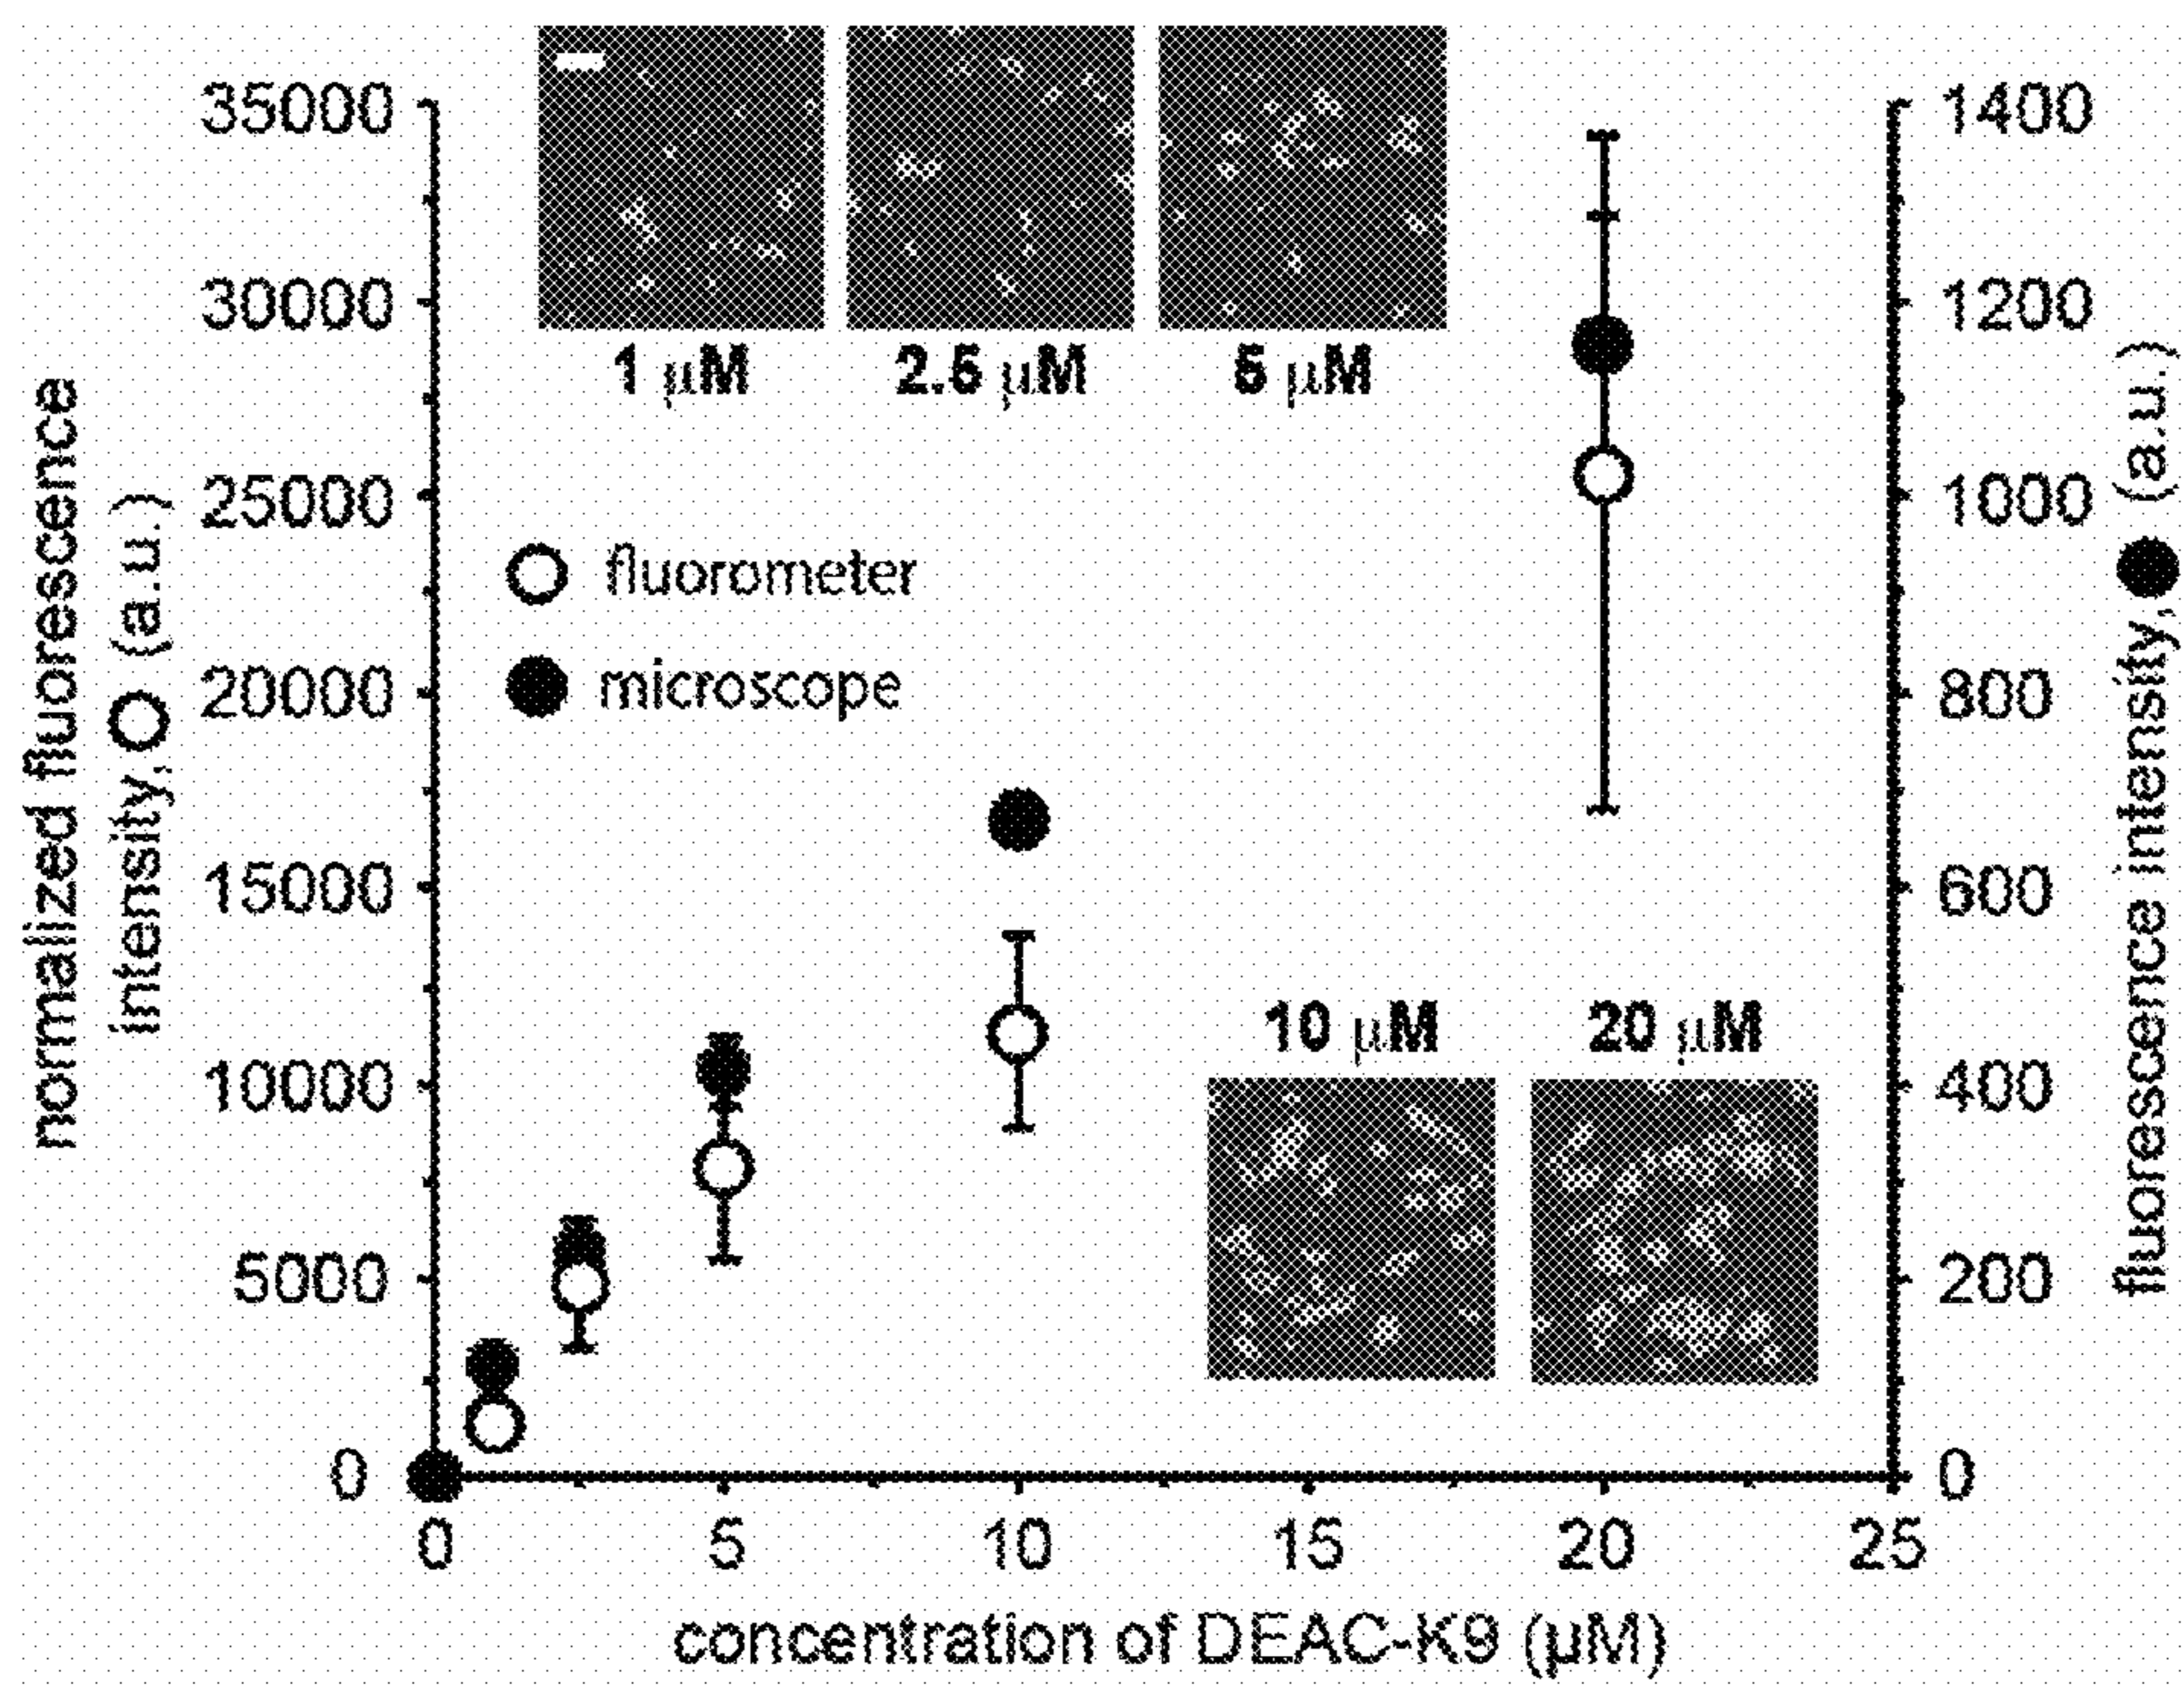 1 μM 2.5 μM 5 μM
35000
30000
25000
20000
15000
10000
5000
0
normalized fluorescence
intensity, (a.u.)
fluorometer
microscope
10 μM 20 μM
1400
1200
1000
800
600
400
200
0
fluorescence intensity, (a.u.)
0 5 10 15 20 25
concentration of DEAC-K9 (μM)